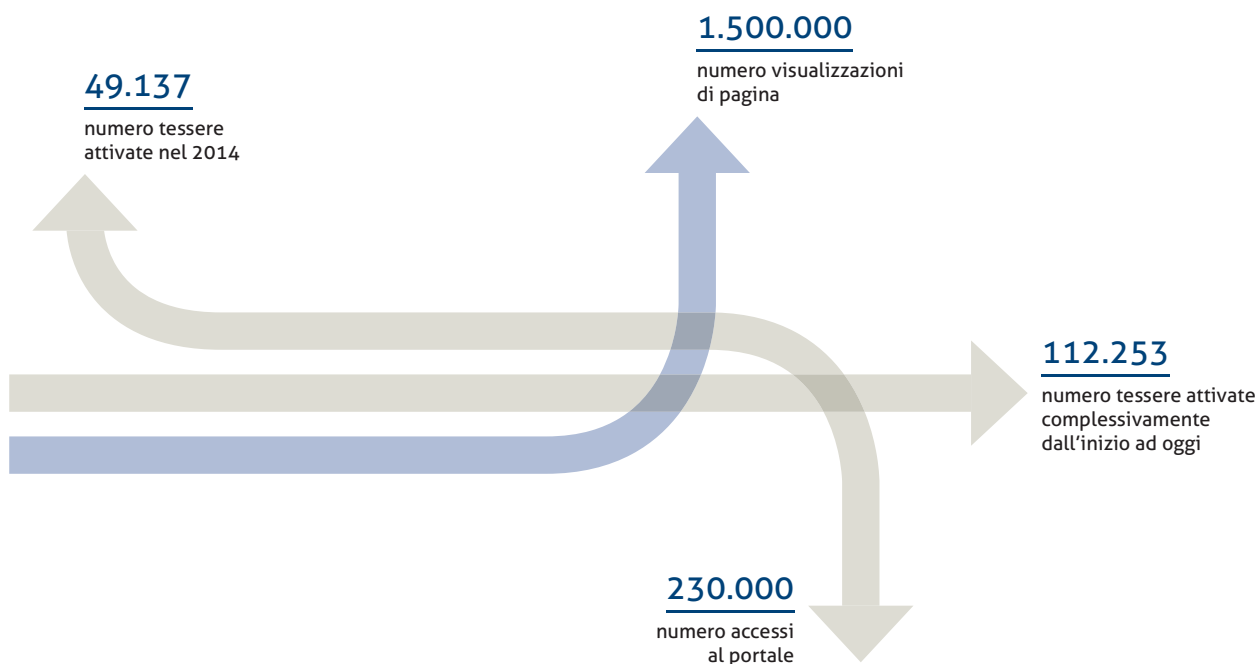 1.500.000
numero visualizzazioni
di pagina
49.137
numero tessere
attivate nel 2014
112.253
numero tessere attivate
complessivamente
dall'inizio ad oggi
230.000
numero accessi
al portale